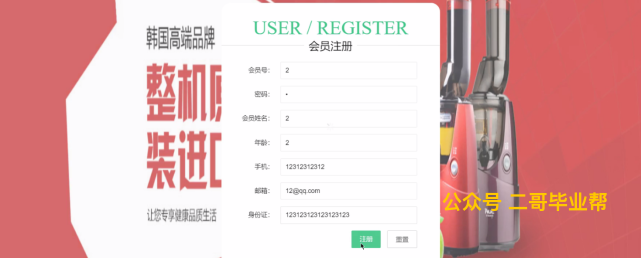 韩国高端品牌
整机
装进
让您专享健康品质生活
USER / REGISTER
会员注册
会员号: 2
密码: •
会员姓名: 2
年龄: 2
手机: 12312312312
邮箱: 12@qq.com
身份证: 123123123123123123
注册 重置
公众号 二哥毕业帮